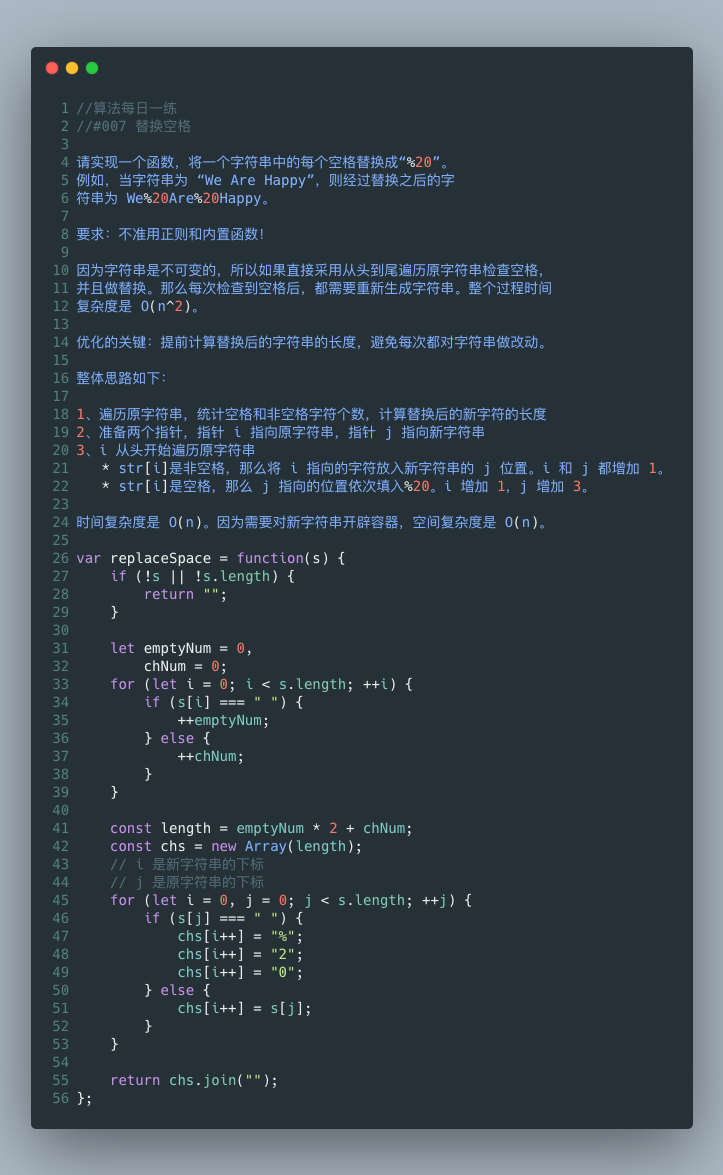 1 //算法每日一练
2 //#007 替换空格
3
4 请实现一个函数，将一个字符串中的每个空格替换成“%20”。
5 例如，当字符串为 “We Are Happy”，则经过替换之后的字
6 符串为 We%20Are%20Happy。
7
8 要求：不准用正则和内置函数！
9
10 因为字符串是不可变的，所以如果直接采用从头到尾遍历原字符串检查空格，
11 并且做替换。那么每次检查到空格后，都需要重新生成字符串。整个过程时间
12 复杂度是 O(n^2)。
13
14 优化的关键：提前计算替换后的字符串的长度，避免每次都对字符串做改动。
15
16 整体思路如下：
17
18 1、遍历原字符串，统计空格和非空格字符个数，计算替换后的新字符的长度
19 2、准备两个指针，指针 i 指向原字符串，指针 j 指向新字符串
20 3、i 从头开始遍历原字符串
21    * str[i]是非空格，那么将 i 指向的字符放入新字符串的 j 位置。i 和 j 都增加 1。
22    * str[i]是空格，那么 j 指向的位置依次填入%20。i 增加 1，j 增加 3。
23
24 时间复杂度是 O(n)。因为需要对新字符串开辟容器，空间复杂度是 O(n)。
25
26 var replaceSpace = function(s) {
27     if (!s || !s.length) {
28         return "";
29     }
30
31     let emptyNum = 0,
32         chNum = 0;
33     for (let i = 0; i < s.length; ++i) {
34         if (s[i] === " ") {
35             ++emptyNum;
36         } else {
37             ++chNum;
38         }
39     }
40
41     const length = emptyNum * 2 + chNum;
42     const chs = new Array(length);
43     // i 是新字符串的下标
44     // j 是原字符串的下标
45     for (let i = 0, j = 0; j < s.length; ++j) {
46         if (s[j] === " ") {
47             chs[i++] = "%";
48             chs[i++] = "2";
49             chs[i++] = "0";
50         } else {
51             chs[i++] = s[j];
52         }
53     }
54
55     return chs.join("");
56 };